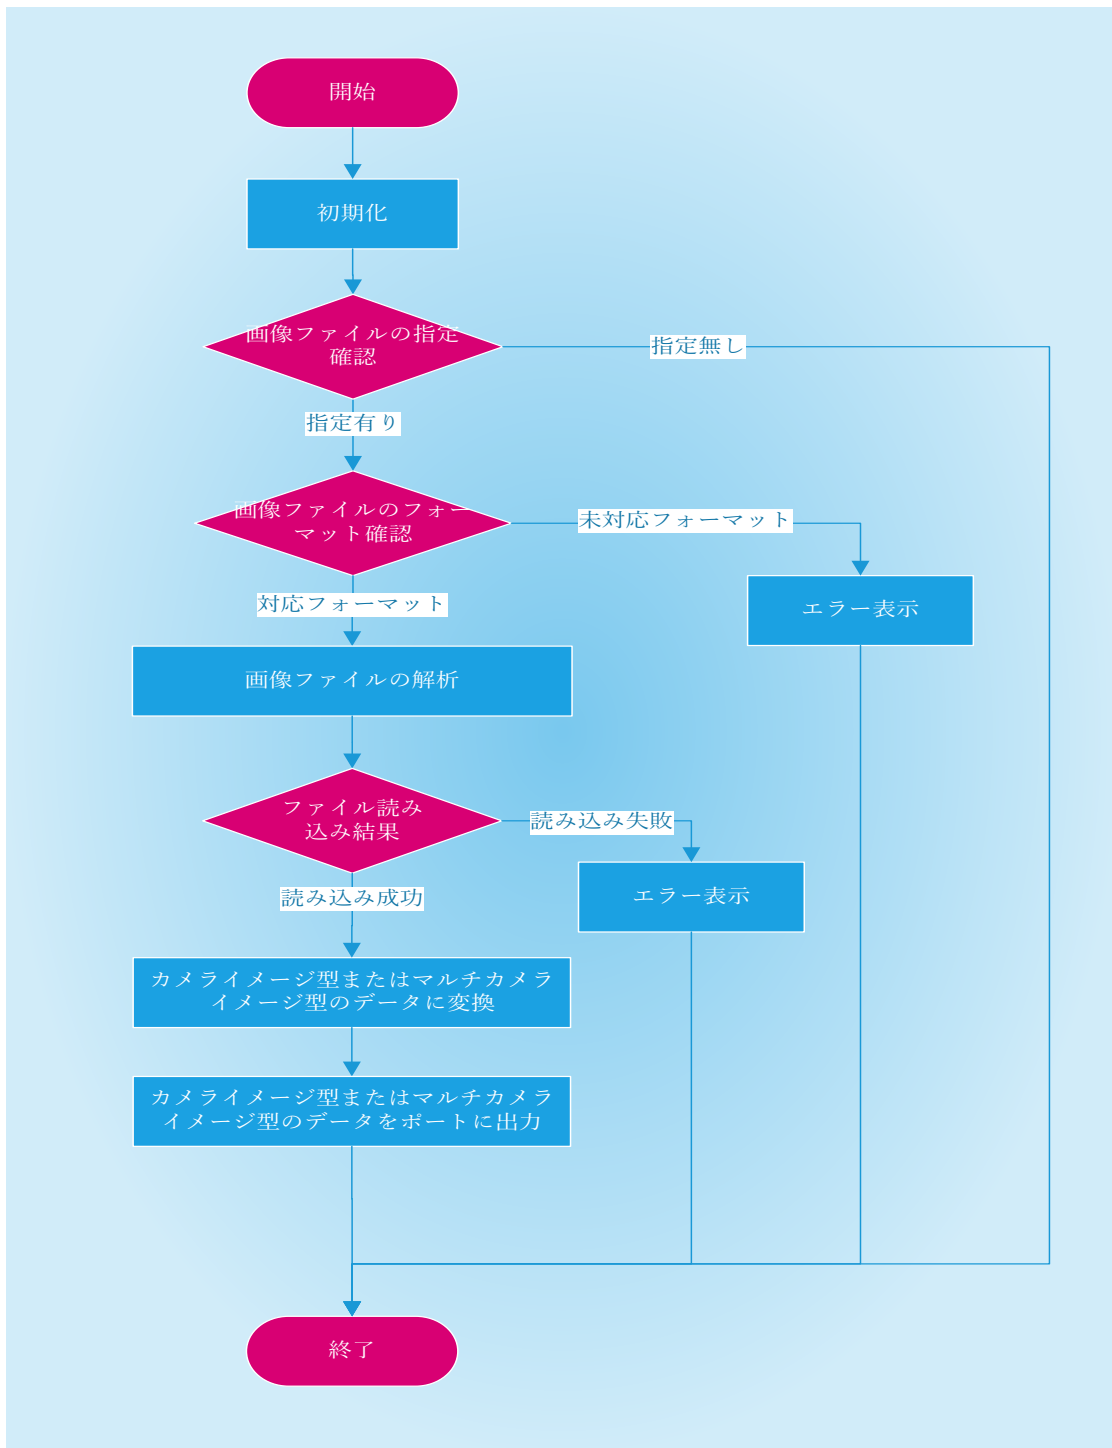 開始
初期化
画像ファイルの指定
確認
指定無し
指定有り
画像ファイルのフォー
マット確認
未対応フォーマット
対応フォーマット
エラー表示
画像ファイルの解析
ファイル読み
込み結果
読み込み失敗
エラー表示
読み込み成功
カメライメージ型またはマルチカメラ
イメージ型のデータに変換
カメライメージ型またはマルチカメラ
イメージ型のデータをポートに出力
終了